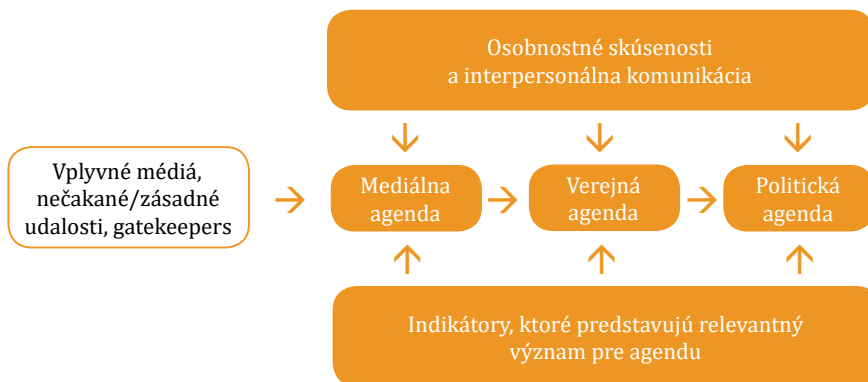 Osobnostné skúsenosti
a interpersonálna komunikácia
Vplyvné médiá,
nečakané/zásadné
udalosti, gatekeepers
Mediálna
agenda
Verejná
agenda
Politická
agenda
Indikátory, ktoré predstavujú relevantný
význam pre agendu